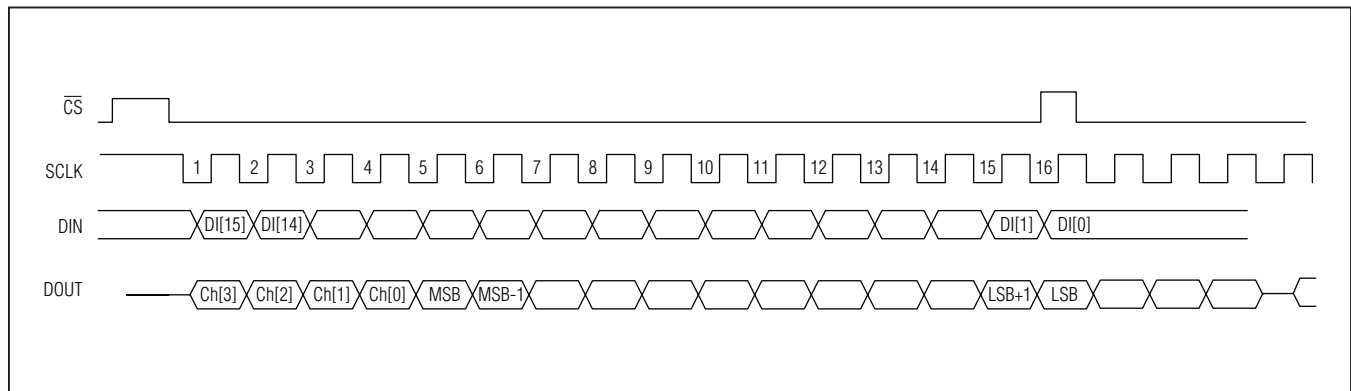 CS
SCLK 1 2 3 4 5 6 7 8 9 10 11 12 13 14 15 16
DIN DI[15] DI[14] DI[1] DI[0]
DOUT Ch[3] Ch[2] Ch[1] Ch[0] MSB MSB-1 LSB+1 LSB